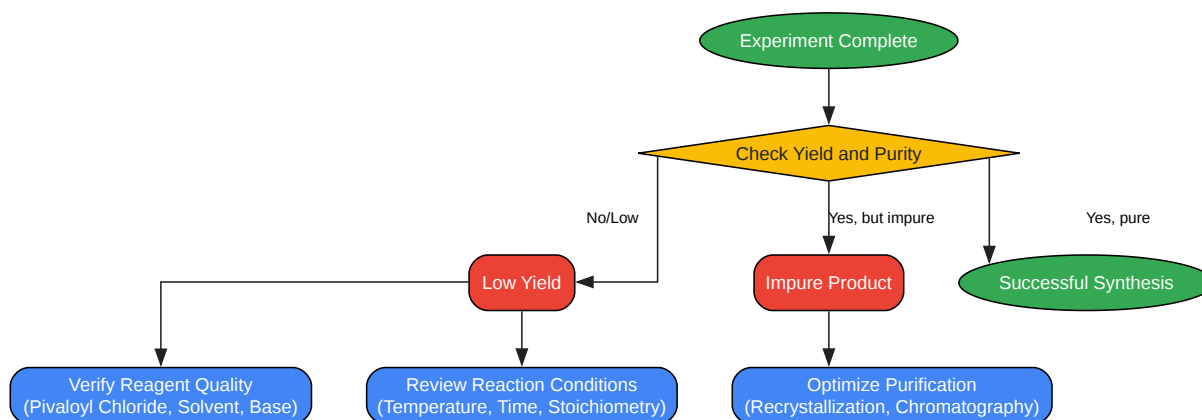 Experiment Complete
Check Yield and Purity
No/Low
Yes, but impure
Yes, pure
Low Yield
Impure Product
Successful Synthesis
Verify Reagent Quality
(Pivaloyl Chloride, Solvent, Base)
Review Reaction Conditions
(Temperature, Time, Stoichiometry)
Optimize Purification
(Recrystallization, Chromatography)